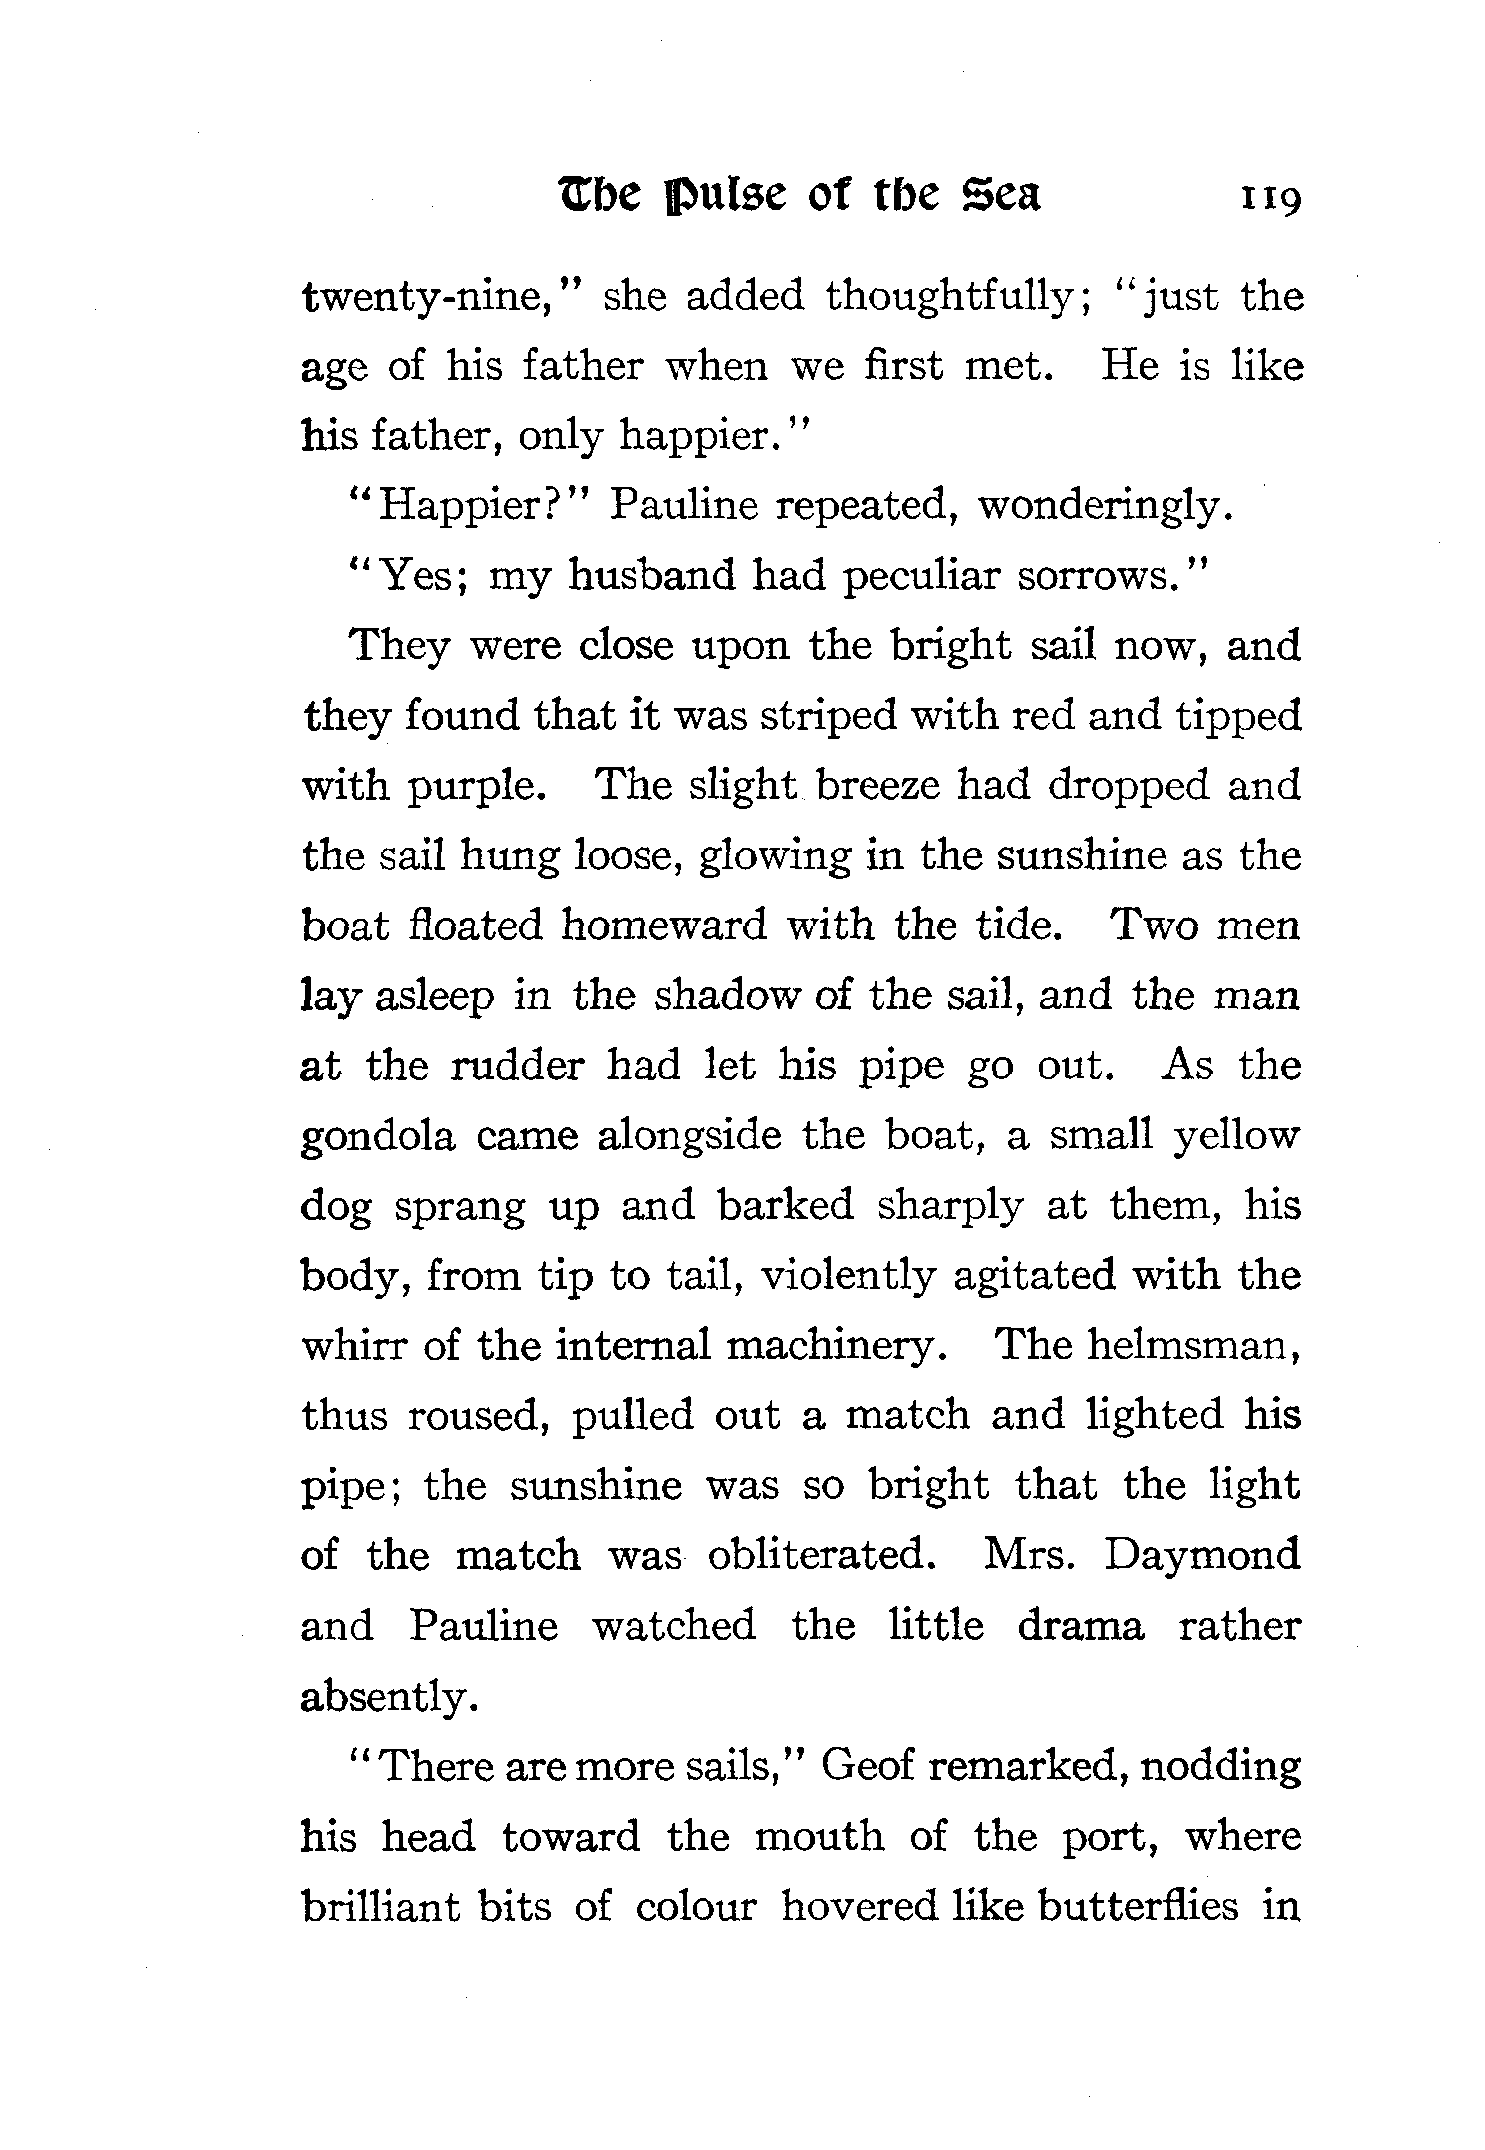 The Pulse of the Sea 119
twenty-nine," she added thoughtfully; "just the
age of his father when we first met. He is like
his father, only happier."
"Happier?" Pauline repeated, wonderingly.
"Yes; my husband had peculiar sorrows."
They were close upon the bright sail now, and
they found that it was striped with red and tipped
with purple. The slight breeze had dropped and
the sail hung loose, glowing in the sunshine as the
boat floated homeward with the tide. Two men
lay asleep in the shadow of the sail, and the man
at the rudder had let his pipe go out. As the
gondola came alongside the boat, a small yellow
dog sprang up and barked sharply at them, his
body, from tip to tail, violently agitated with the
whirr of the internal machinery. The helmsman,
thus roused, pulled out a match and lighted his
pipe; the sunshine was so bright that the light
of the match was obliterated. Mrs. Daymond
and Pauline watched the little drama rather
absently.
"There are more sails," Geof remarked, nodding
his head toward the mouth of the port, where
brilliant bits of colour hovered like butterflies in